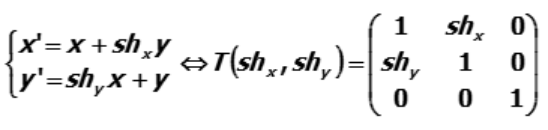 { x' = x + sh_x y
{ y' = sh_y x + y
⇔ T(sh_x, sh_y) =
( 1 sh_x 0 )
( sh_y 1 0 )
( 0 0 1 )